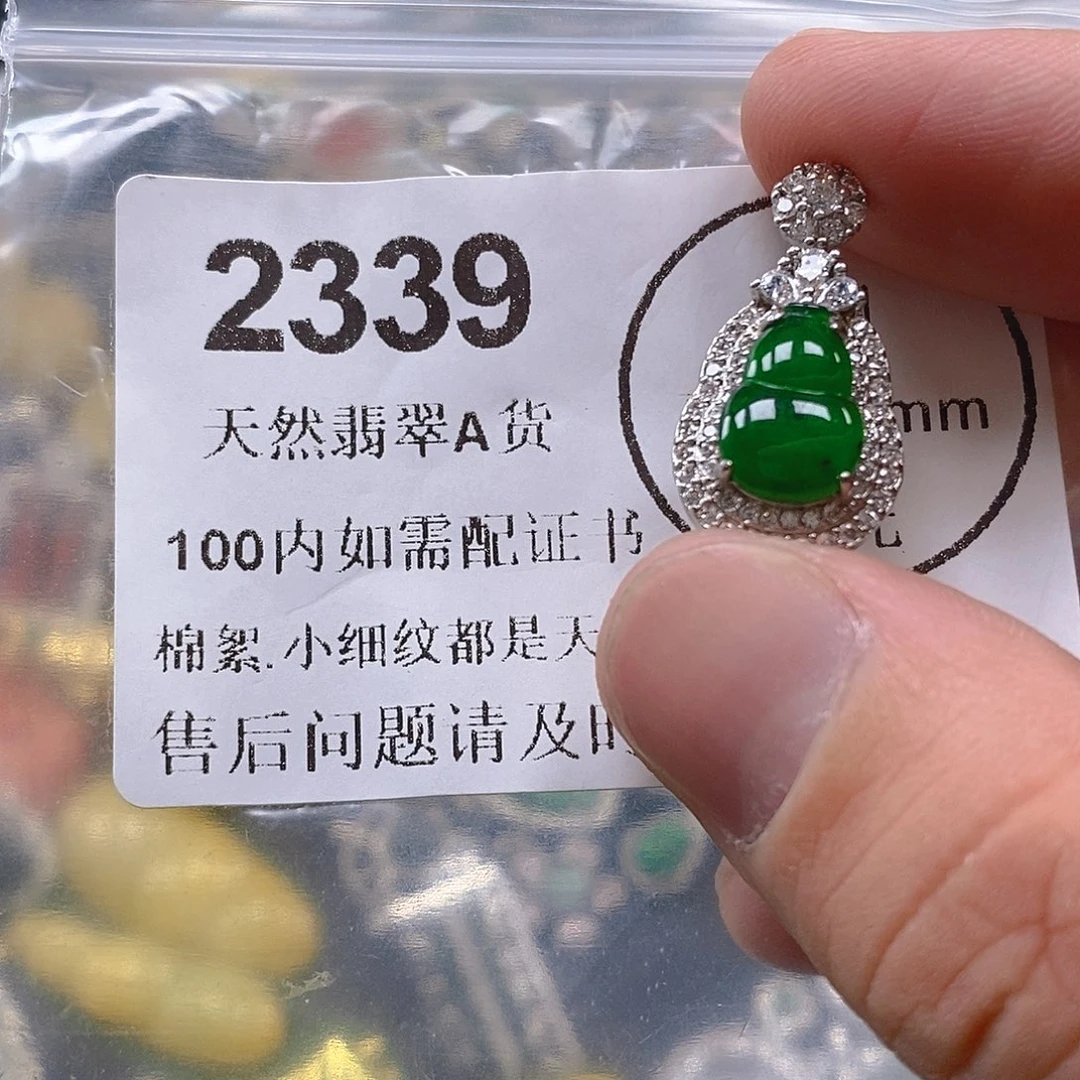 2339
天然翡翠A货
mm
100内如需配证书
棉絮.小细纹都是天
售后问题请及